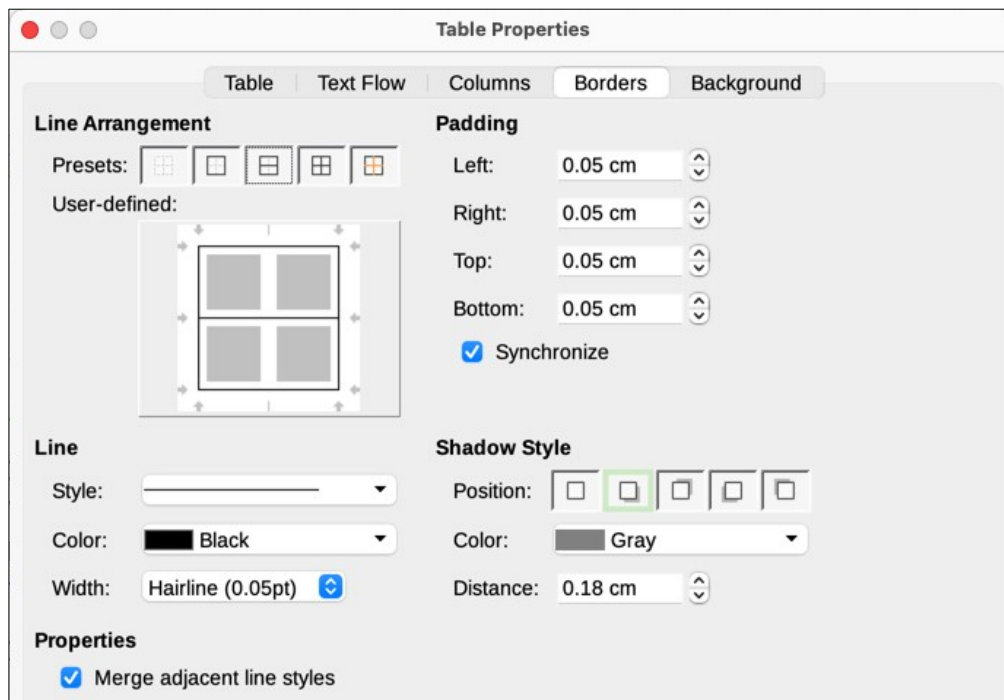 Table Properties
Table Text Flow Columns Borders Background
Line Arrangement
Presets:
User-defined:
Padding
Left: 0.05 cm
Right: 0.05 cm
Top: 0.05 cm
Bottom: 0.05 cm
Synchronize
Line
Style:
Color: Black
Width: Hairline (0.05pt)
Shadow Style
Position:
Color: Gray
Distance: 0.18 cm
Properties
Merge adjacent line styles